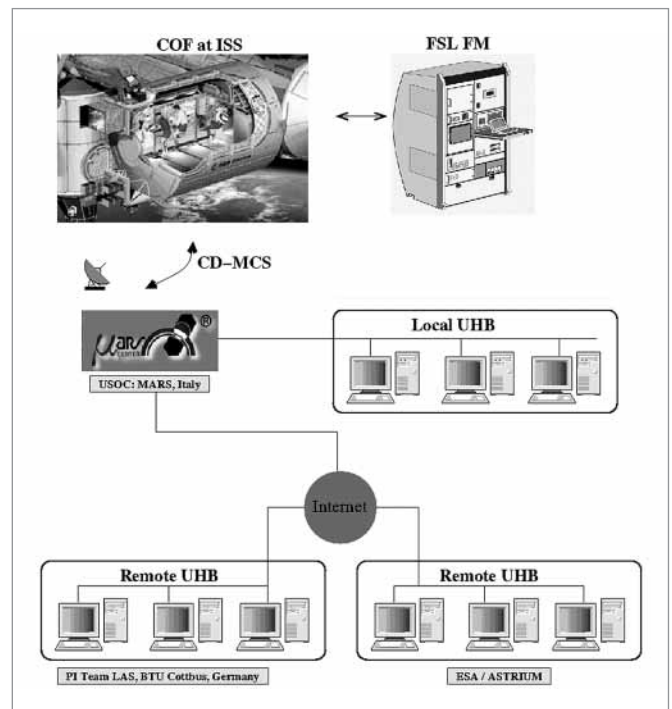 COF at ISS
FSL FM
CD–MCS
μars
®
USOC: MARS, Italy
Local UHB
Internet
Remote UHB
Remote UHB
PI Team LAS, BTU Cottbus, Germany
ESA / ASTRIUM